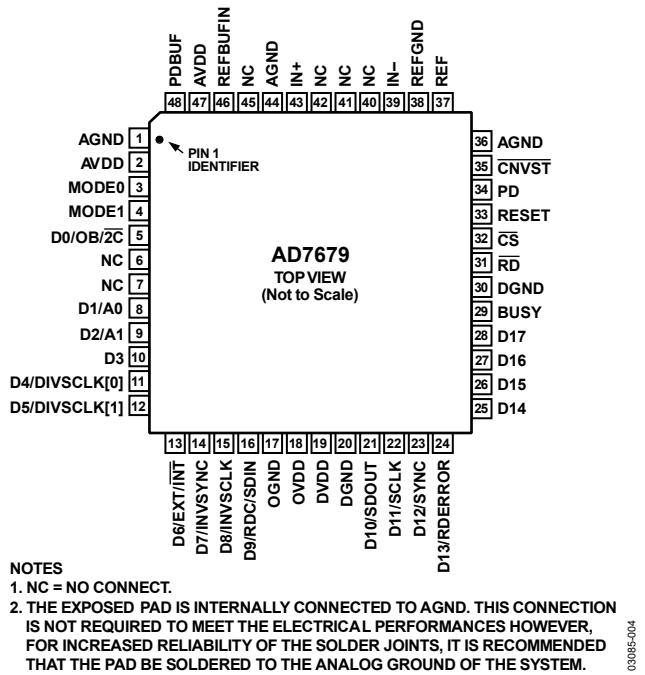 PDBUF
AVDD
REFBUFIN
NC
AGND
IN+
NC
NC
NC
IN–
REFGND
REF
48 47 46 45 44 43 42 41 40 39 38 37
AGND 1
AVDD 2
MODE0 3
MODE1 4
D0/OB/2C 5
NC 6
NC 7
D1/A0 8
D2/A1 9
D3 10
D4/DIVSCLK[0] 11
D5/DIVSCLK[1] 12
PIN 1
IDENTIFIER
AD7679
TOP VIEW
(Not to Scale)
36 AGND
35 CNVST
34 PD
33 RESET
32 CS
31 RD
30 DGND
29 BUSY
28 D17
27 D16
26 D15
25 D14
13 14 15 16 17 18 19 20 21 22 23 24
D6/EXT/INT
D7/INVSYNC
D8/INVSCLK
D9/RDC/SDIN
OGND
OVDD
DVDD
DGND
D10/SDOUT
D11/SCLK
D12/SYNC
D13/RDERROR
NOTES
1. NC = NO CONNECT.
2. THE EXPOSED PAD IS INTERNALLY CONNECTED TO AGND. THIS CONNECTION
IS NOT REQUIRED TO MEET THE ELECTRICAL PERFORMANCES HOWEVER,
FOR INCREASED RELIABILITY OF THE SOLDER JOINTS, IT IS RECOMMENDED
THAT THE PAD BE SOLDERED TO THE ANALOG GROUND OF THE SYSTEM.
03085-004